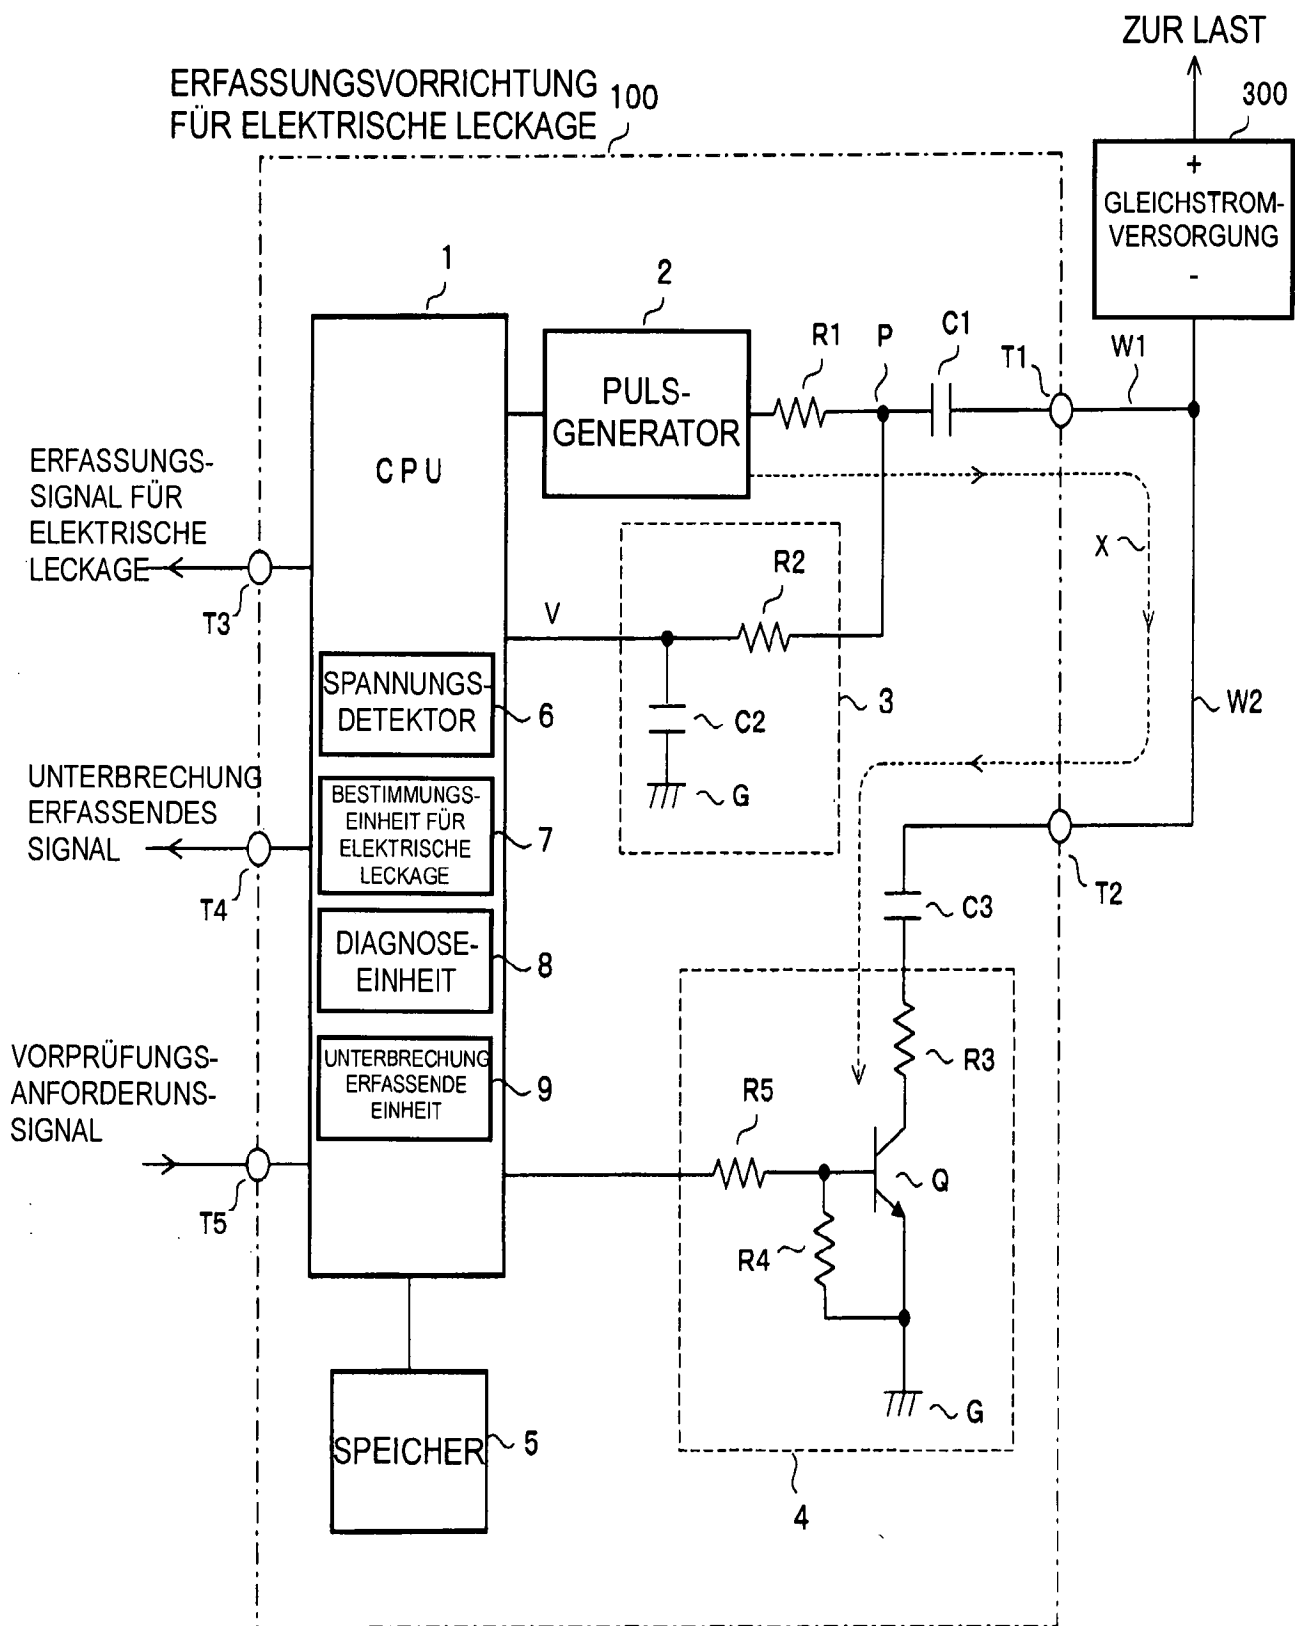 ZUR LAST
ERFASSUNGSVORRICHTUNG
FÜR ELEKTRISCHE LECKAGE
100
300
+
GLEICHSTROM-
VERSORGUNG
-
1
2
R1
P
C1
T1
W1
PULS-
GENERATOR
CPU
ERFASSUNGS-
SIGNAL FÜR
ELEKTRISCHE
LECKAGE
T3
V
R2
X
C2
G
3
W2
SPANNUNGS-
DETEKTOR
6
UNTERBRECHUNG
ERFASSENDES
SIGNAL
T4
BESTIMMUNGS-
EINHEIT FÜR
ELEKTRISCHE
LECKAGE
7
T2
C3
DIAGNOSE-
EINHEIT
8
VORPRÜFUNGS-
ANFORDERUNS-
SIGNAL
T5
UNTERBRECHUNG
ERFASSENDE
EINHEIT
9
R3
R5
Q
R4
G
SPEICHER
5
4